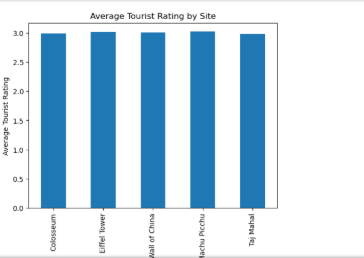 Average Tourist Rating by Site
Average Tourist Rating
3.0
2.5
2.0
1.5
1.0
0.5
0.0
Colosseum
Eiffel Tower
Wall of China
Machu Picchu
Taj Mahal